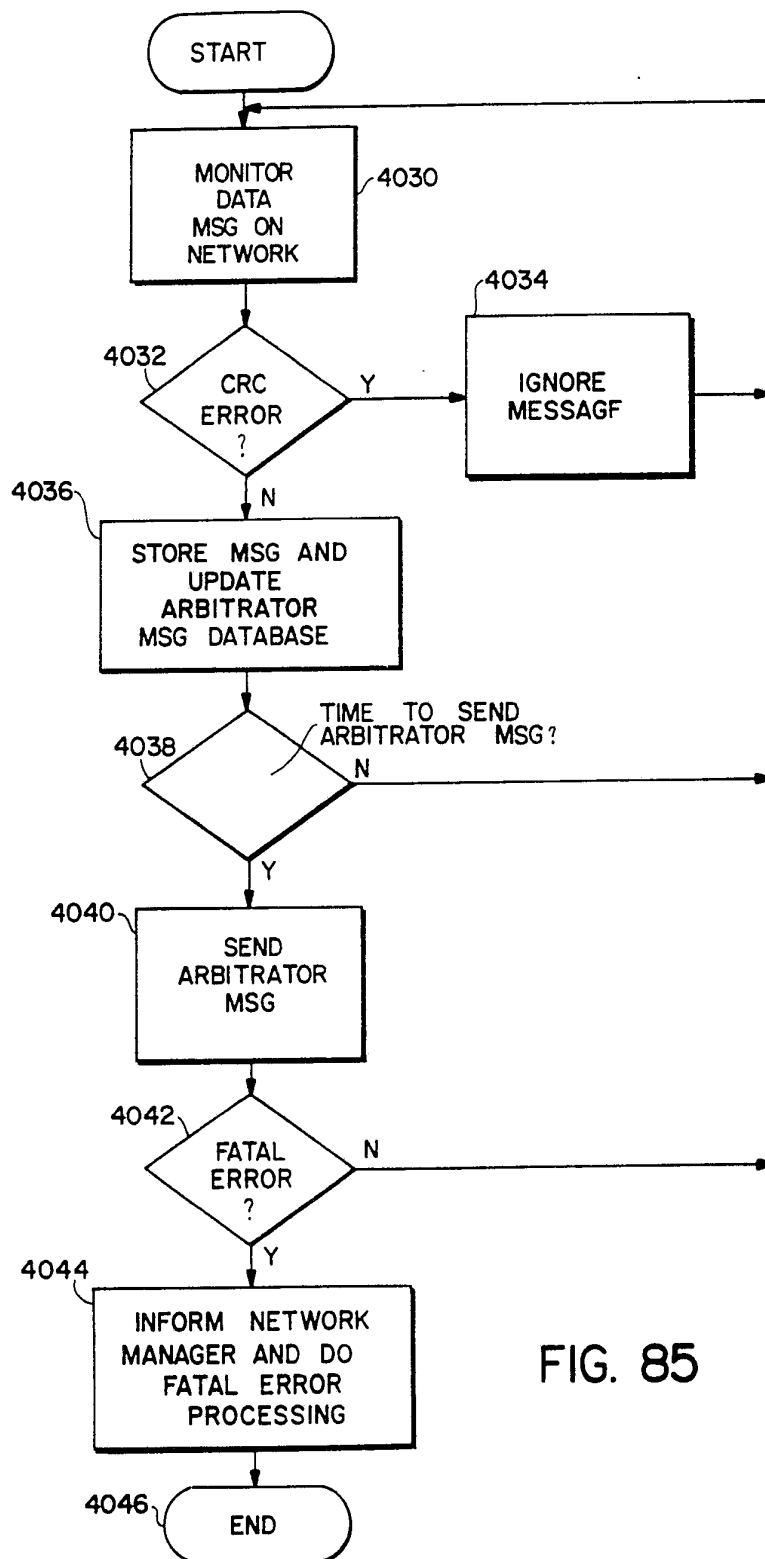 START
MONITOR
DATA
MSG ON
NETWORK
4030
4034
4032
CRC
ERROR
?
Y
IGNORE
MESSAGF
N
4036
STORE MSG AND
UPDATE
ARBITRATOR
MSG DATABASE
TIME TO SEND
ARBITRATOR MSG?
4038
N
Y
4040
SEND
ARBITRATOR
MSG
4042
FATAL
ERROR
?
N
Y
4044
INFORM NETWORK
MANAGER AND DO
FATAL ERROR
PROCESSING
FIG. 85
4046
END